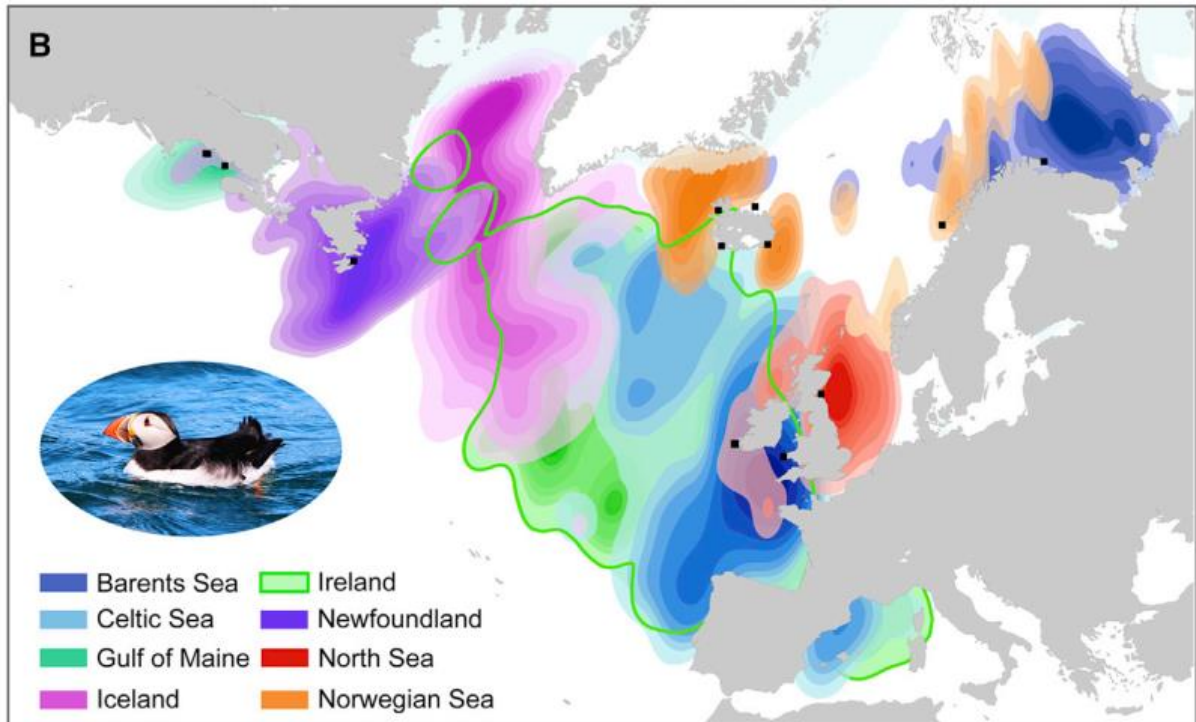 B
Barents Sea
Ireland
Celtic Sea
Newfoundland
Gulf of Maine
North Sea
Iceland
Norwegian Sea